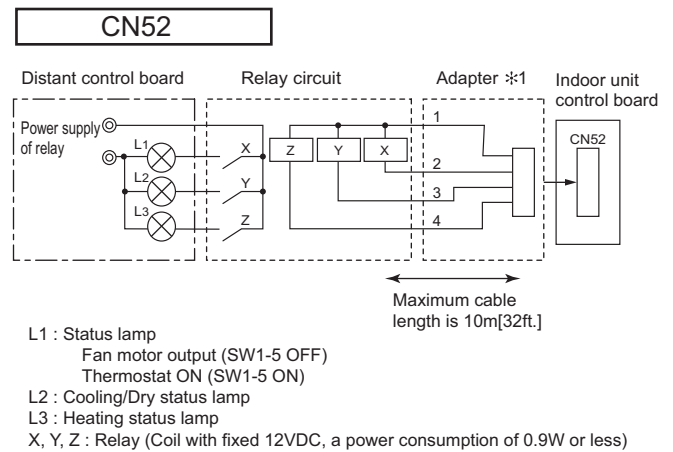 CN52
Distant control board
Relay circuit
Adapter ✻1
Indoor unit
control board
Power supply
of relay
L1
L2
L3
X
Y
Z
Z
Y
X
1
2
3
4
CN52
Maximum cable
length is 10m[32ft.]
L1 : Status lamp
Fan motor output (SW1-5 OFF)
Thermostat ON (SW1-5 ON)
L2 : Cooling/Dry status lamp
L3 : Heating status lamp
X, Y, Z : Relay (Coil with fixed 12VDC, a power consumption of 0.9W or less)